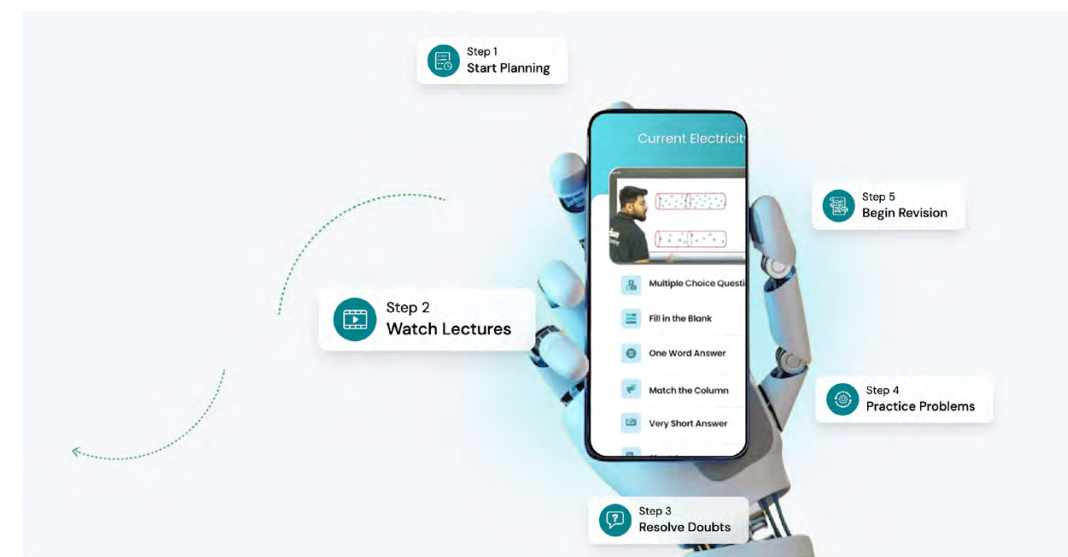 Step 1
Start Planning
Current Electricit
Step 5
Begin Revision
Multiple Choice Questi
Step 2
Watch Lectures
Fill in the Blank
One Word Answer
Match the Column
Step 4
Practice Problems
Very Short Answer
Step 3
Resolve Doubts